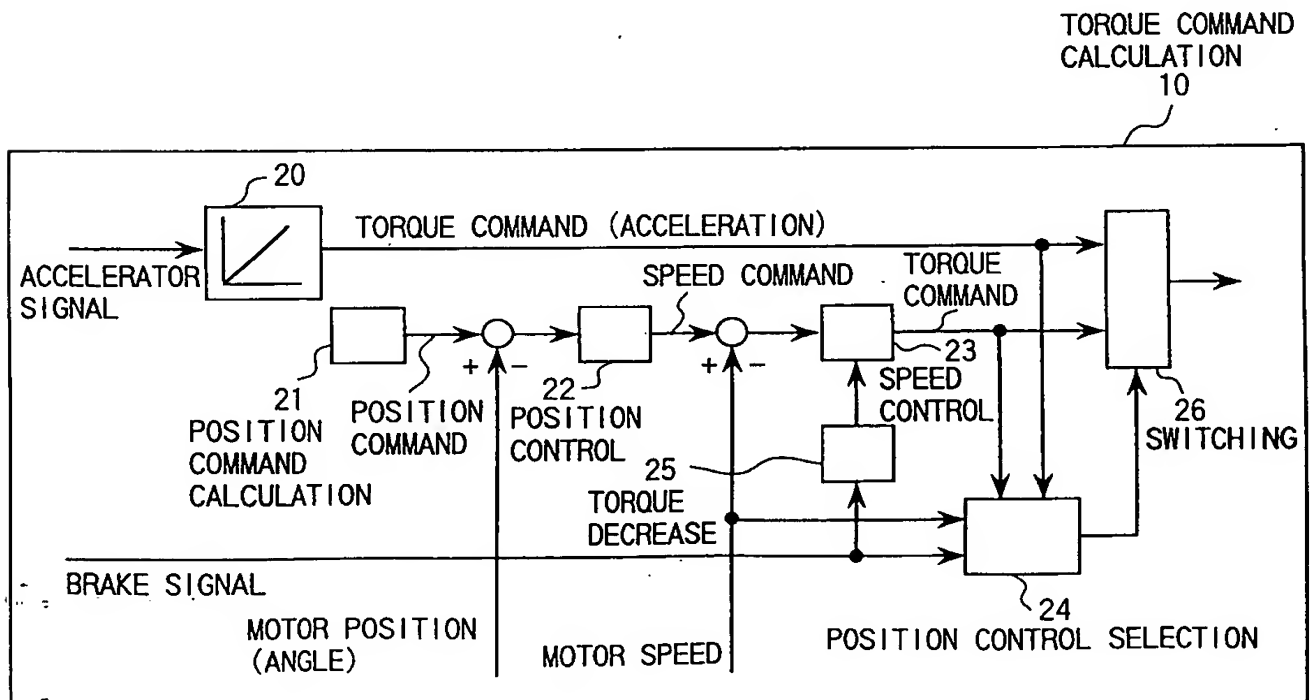 TORQUE COMMAND
CALCULATION
10
20
TORQUE COMMAND (ACCELERATION)
ACCELERATOR
SIGNAL
SPEED COMMAND
TORQUE
COMMAND
+ -
+ -
21
POSITION
COMMAND
CALCULATION
POSITION
COMMAND
22
POSITION
CONTROL
23
SPEED
CONTROL
26
SWITCHING
25
TORQUE
DECREASE
BRAKE SIGNAL
24
POSITION CONTROL SELECTION
MOTOR POSITION
(ANGLE)
MOTOR SPEED